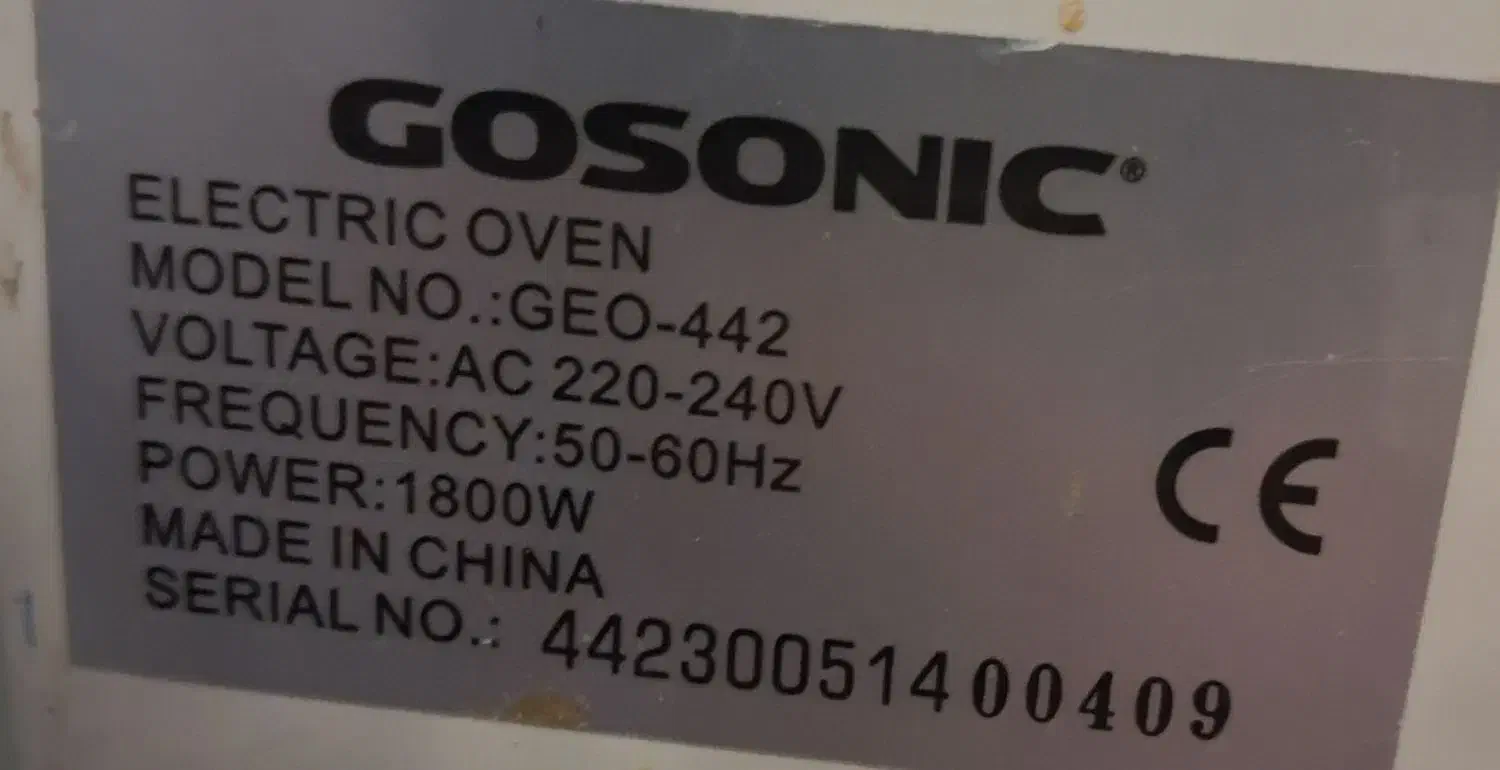 GOSONIC®
ELECTRIC OVEN
MODEL NO.:GEO-442
VOLTAGE:AC 220-240V
FREQUENCY:50-60Hz
POWER:1800W
CE
MADE IN CHINA
SERIAL NO.: 44230051400409